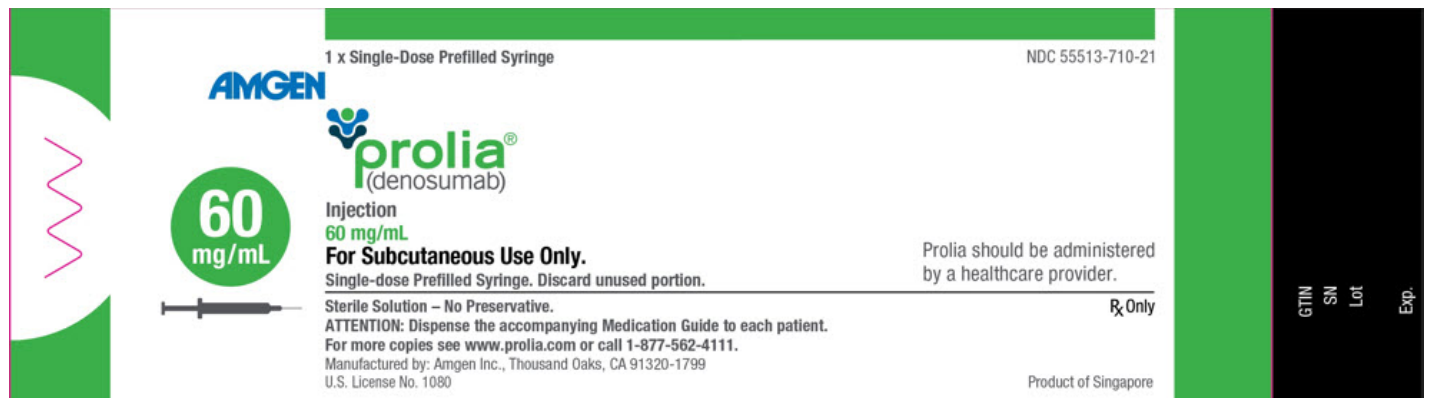 1 x Single-Dose Prefilled Syringe
NDC 55513-710-21
AMGEN
prolia®
(denosumab)
60
mg/mL
Injection
60 mg/mL
For Subcutaneous Use Only.
Single-dose Prefilled Syringe. Discard unused portion.
Prolia should be administered
by a healthcare provider.
Sterile Solution – No Preservative.
Rx Only
ATTENTION: Dispense the accompanying Medication Guide to each patient.
For more copies see www.prolia.com or call 1-877-562-4111.
Manufactured by: Amgen Inc., Thousand Oaks, CA 91320-1799
U.S. License No. 1080
Product of Singapore
GTIN
SN
Lot
Exp.